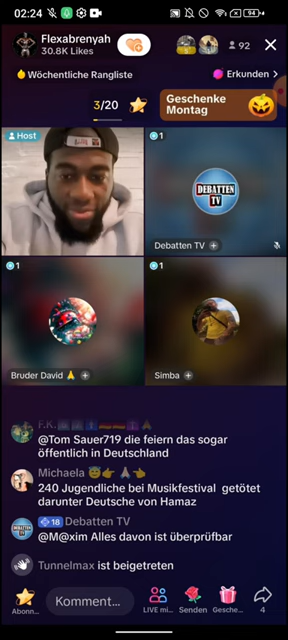 02:24
94
Flexabrenyah
30.8K Likes
92
Wöchentliche Rangliste
Erkunden >
3/20
Geschenke
Montag
Host
1
DEBATTEN
TV
Debatten TV
1
Bruder David 🙏
1
Simba
F.K.
@Tom Sauer719 die feiern das sogar
öffentlich in Deutschland
Michaela 😇👉🙏🏻👈🏻
240 Jugendliche bei Musikfestival getötet
darunter Deutsche von Hamaz
18 Debatten TV
@M@xim Alles davon ist überprüfbar
Tunnelmax ist beigetreten
Abonn...
Komment...
LIVE mi...
Senden
Gesche...
4